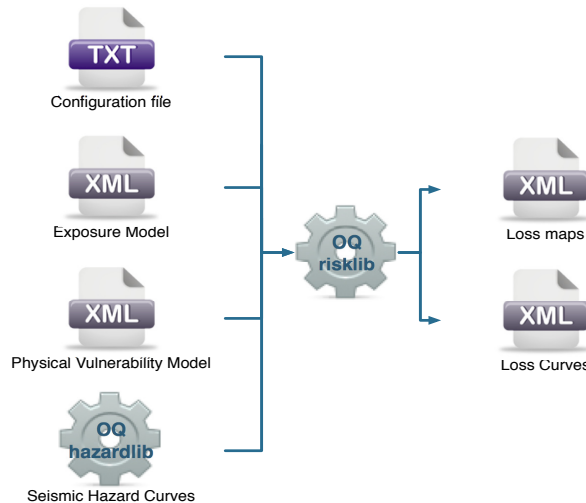 TXT
Configuration file
XML
Exposure Model
XML
Physical Vulnerability Model
OQ
hazardlib
Seismic Hazard Curves
OQ
risklib
XML
Loss maps
XML
Loss Curves